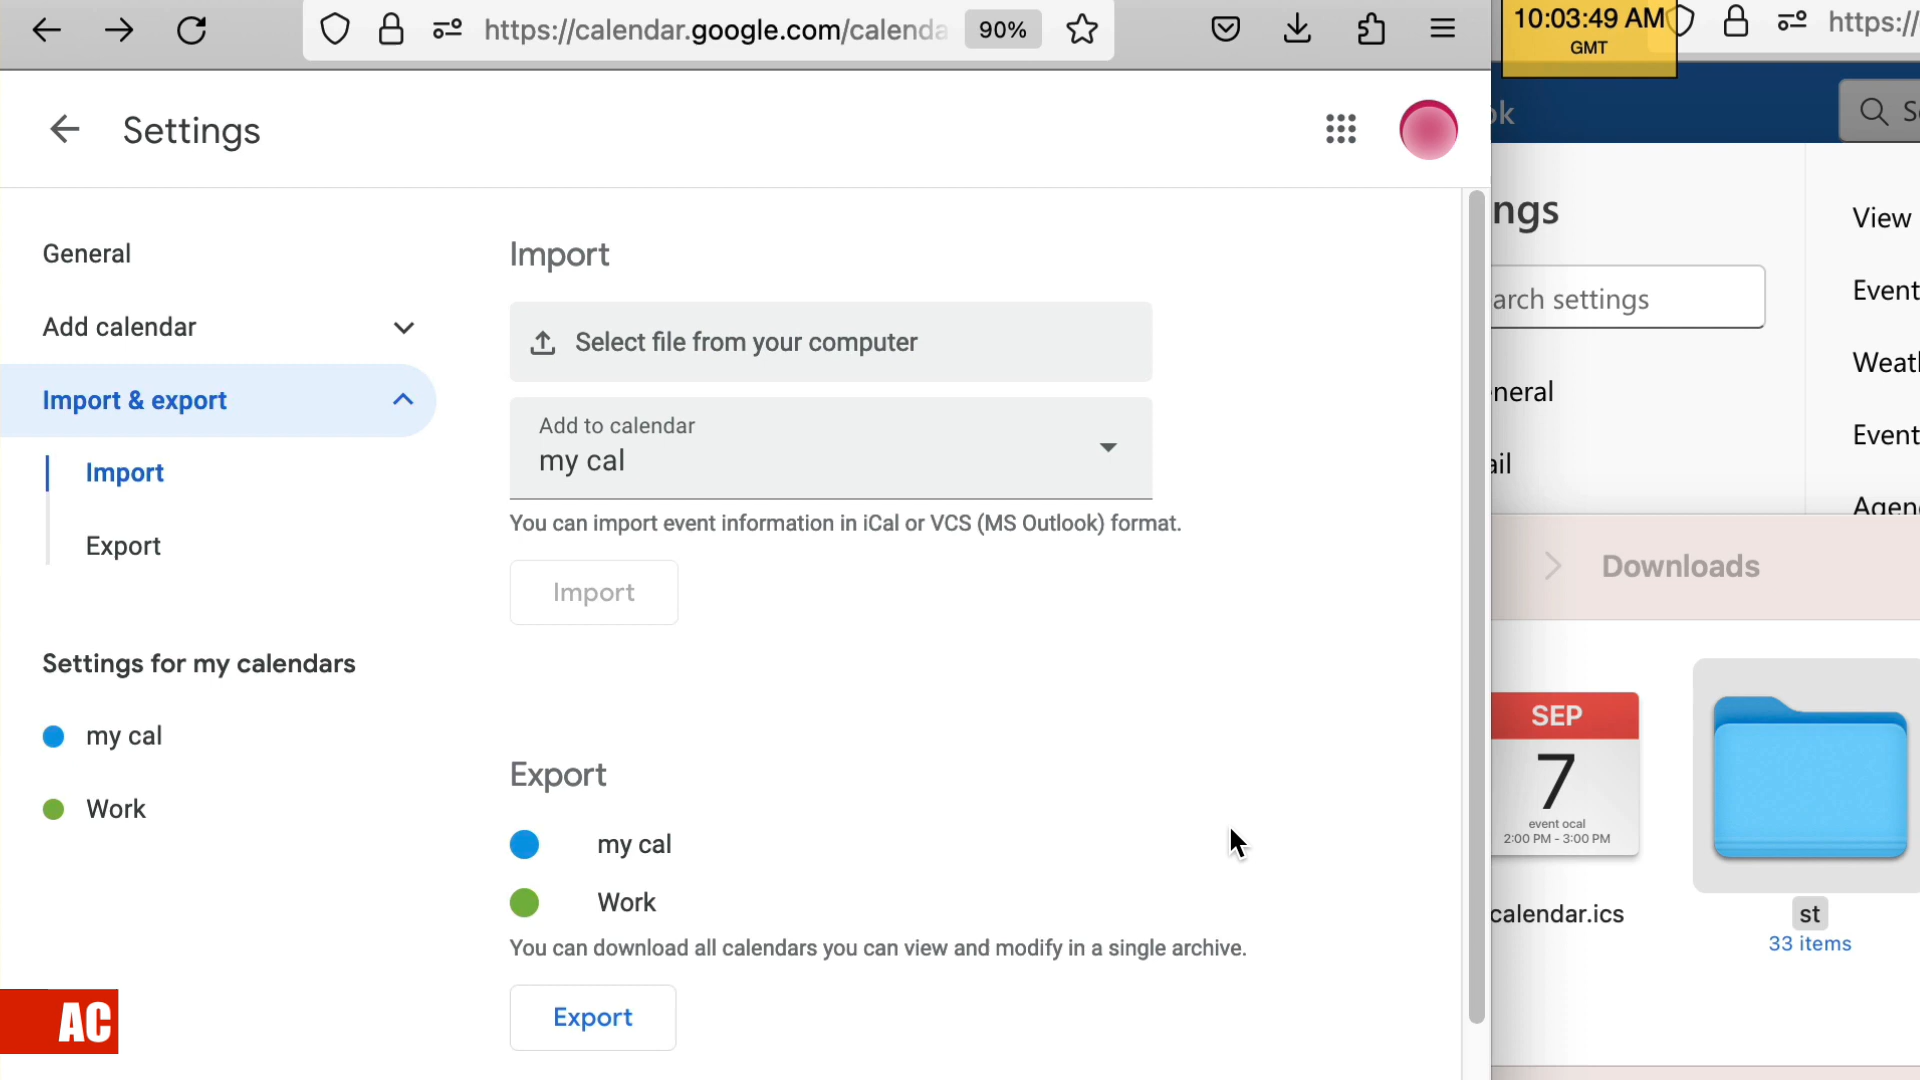 https://calendar.google.com/calenda
90%
10:03:49 AM
GMT
https://
Settings
General
Add calendar
Import & export
Import
Export
Settings for my calendars
my cal
Work
Import
Select file from your computer
Add to calendar
my cal
You can import event information in iCal or VCS (MS Outlook) format.
Import
Export
my cal
Work
You can download all calendars you can view and modify in a single archive.
Export
AC
ok
S
ngs
arch settings
neral
ail
View
Event
Weat
Event
Agen
Downloads
SEP
7
event ocal
2:00 PM - 3:00 PM
calendar.ics
st
33 items